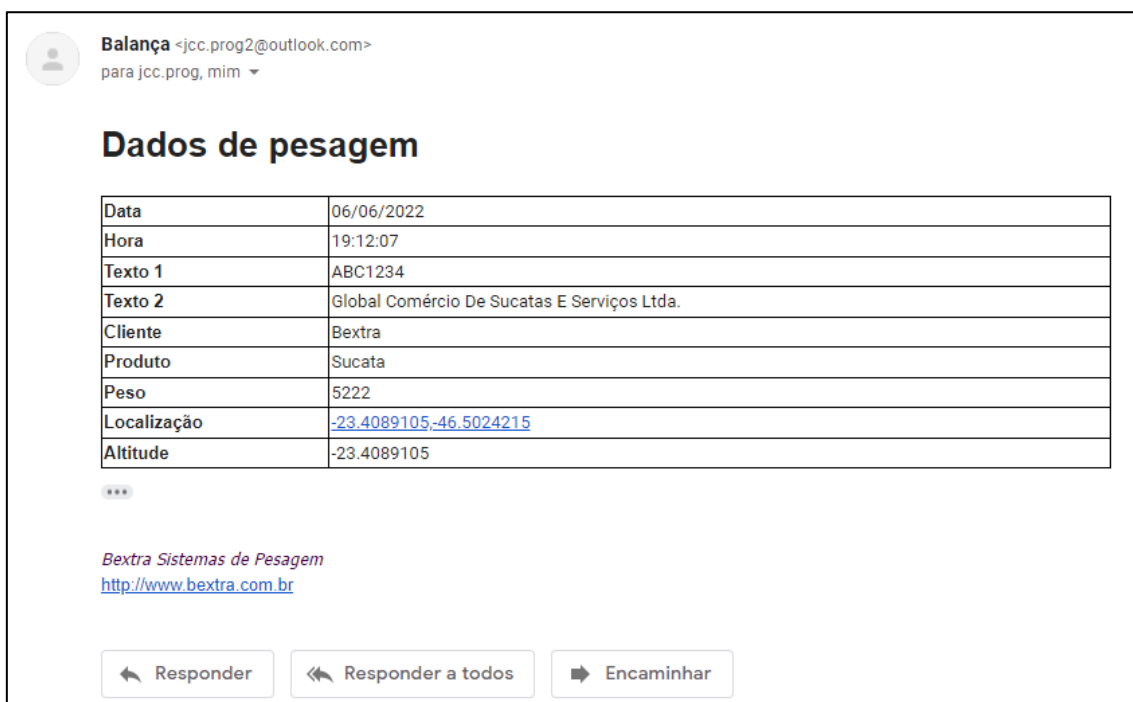 Balança <jcc.prog2@outlook.com>
para jcc.prog, mim
Dados de pesagem
Data 06/06/2022
Hora 19:12:07
Texto 1 ABC1234
Texto 2 Global Comércio De Sucatas E Serviços Ltda.
Cliente Bextra
Produto Sucata
Peso 5222
Localização -23.4089105,-46.5024215
Altitude -23.4089105
Bextra Sistemas de Pesagem
http://www.bextra.com.br
Responder Responder a todos Encaminhar